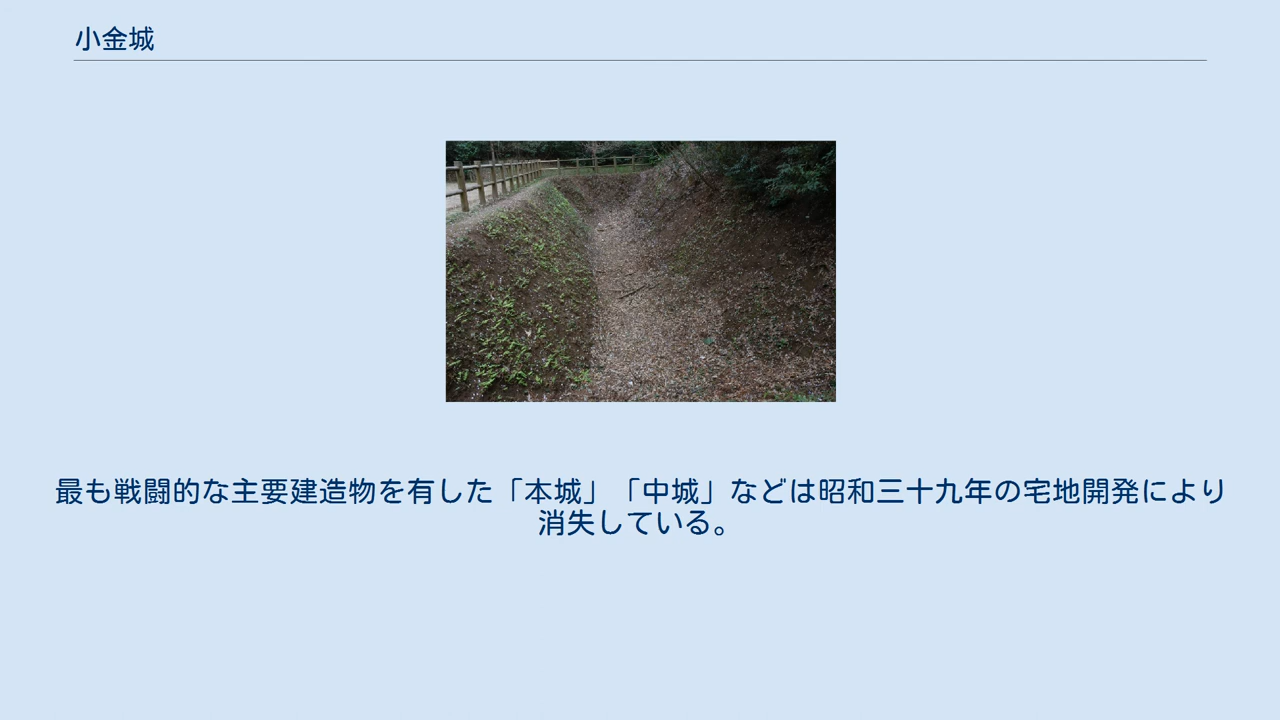 小金城
最も戦闘的な主要建造物を有した「本城」「中城」などは昭和三十九年の宅地開発により
消失している。